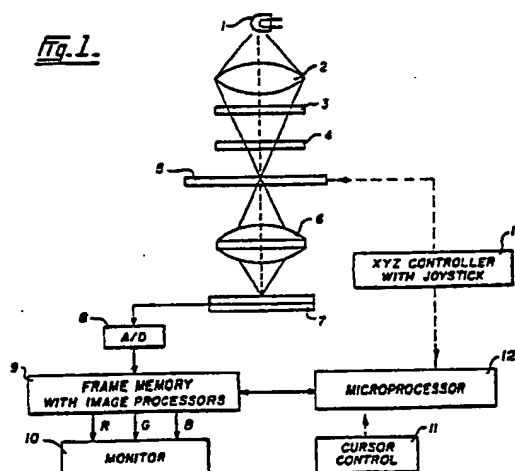 Fig. 1.
1
2
3
4
5
6
7
XYZ CONTROLLER
WITH JOYSTICK
1
8
A/D
9
FRAME MEMORY
WITH IMAGE PROCESSORS
12
MICROPROCESSOR
R G B
10
MONITOR
CURSOR
CONTROL
11